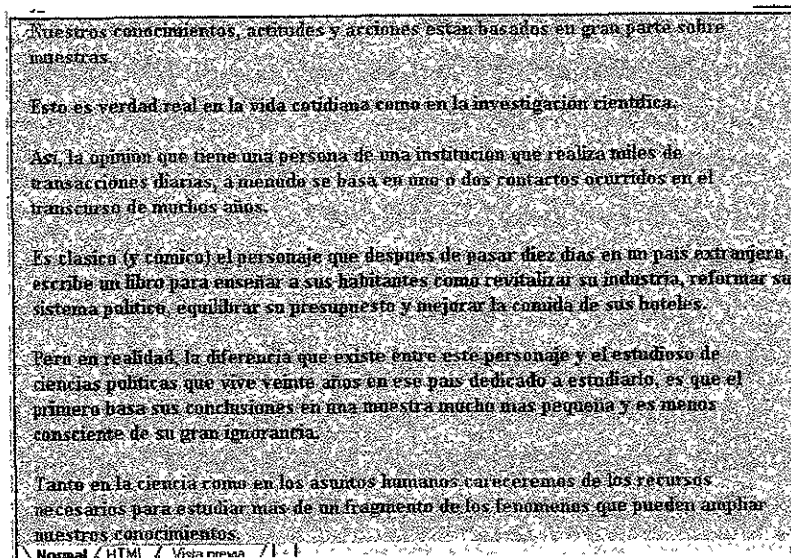 Nuestros conocimientos, actitudes y acciones están basados en gran parte sobre
muestras.
Esto es verdad real en la vida cotidiana como en la investigación científica.
Así, la opinión que tiene una persona de una institución que realiza miles de
transacciones diarias, a menudo se basa en uno o dos contactos ocurridos en el
transcurso de muchos años.
Es clásico (y cómico) el personaje que después de pasar diez días en un país extranjero,
escribe un libro para enseñar a sus habitantes como revitalizar su industria, reformar su
sistema político, equilibrar su presupuesto y mejorar la comida de sus hoteles.
Pero en realidad, la diferencia que existe entre este personaje y el estudioso de
ciencias políticas que vive veinte años en ese país dedicado a estudiarlo, es que el
primero basa sus conclusiones en una muestra mucho más pequeña y es menos
consciente de su gran ignorancia.
Tanto en la ciencia como en los asuntos humanos careceremos de los recursos
necesarios para estudiar más de un fragmento de los fenómenos que pueden ampliar
nuestros conocimientos.
Normal / HTML / Vista previa /